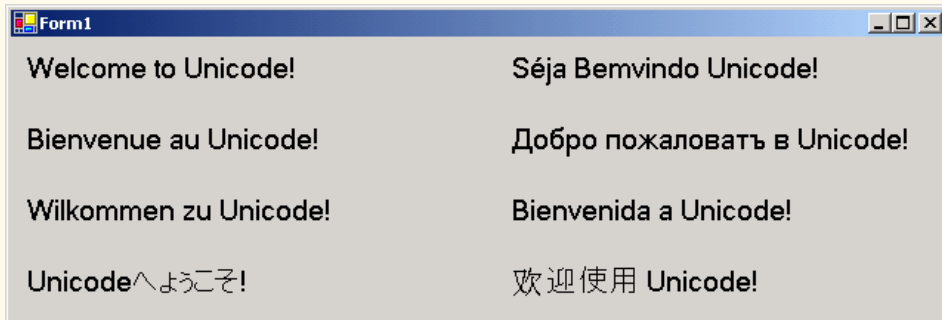 Form1
Welcome to Unicode!
Séja Bemvindo Unicode!
Bienvenue au Unicode!
Добро пожаловатъ в Unicode!
Wilkommen zu Unicode!
Bienvenida a Unicode!
Unicodeへようこそ!
欢迎使用 Unicode!